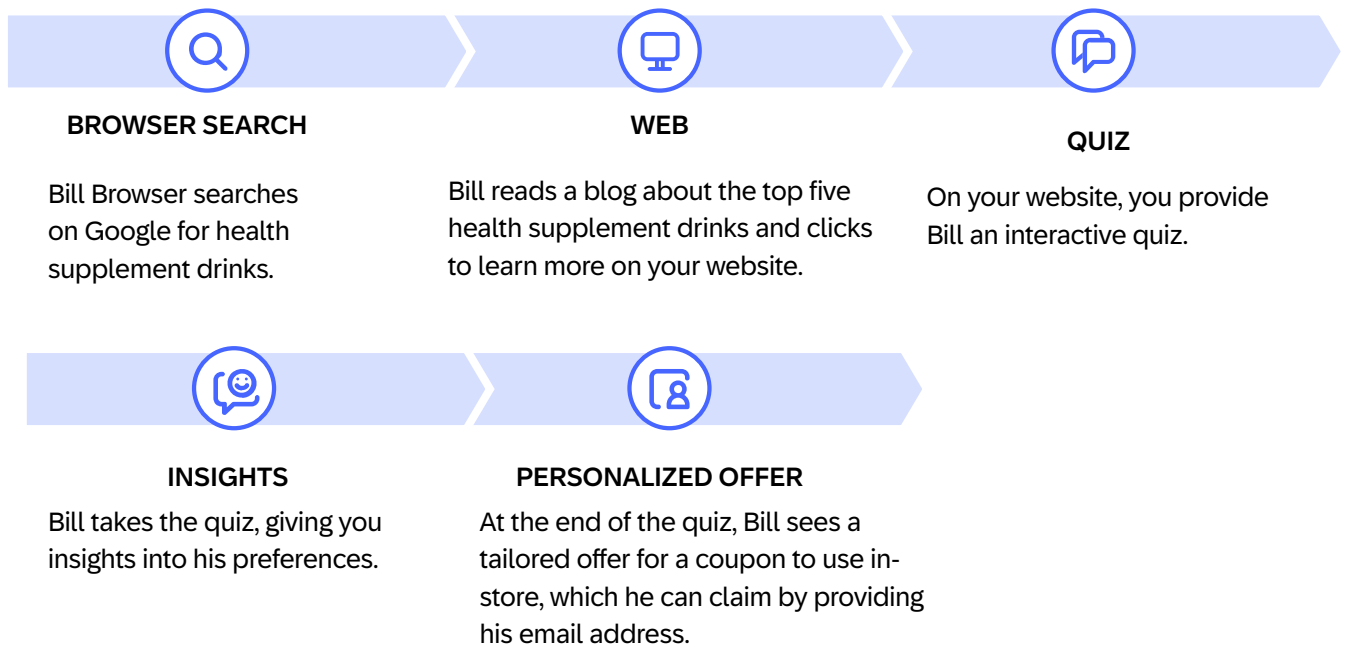 BROWSER SEARCH
Bill Browser searches
on Google for health
supplement drinks.
WEB
Bill reads a blog about the top five
health supplement drinks and clicks
to learn more on your website.
QUIZ
On your website, you provide
Bill an interactive quiz.
INSIGHTS
Bill takes the quiz, giving you
insights into his preferences.
PERSONALIZED OFFER
At the end of the quiz, Bill sees a
tailored offer for a coupon to use in-
store, which he can claim by providing
his email address.